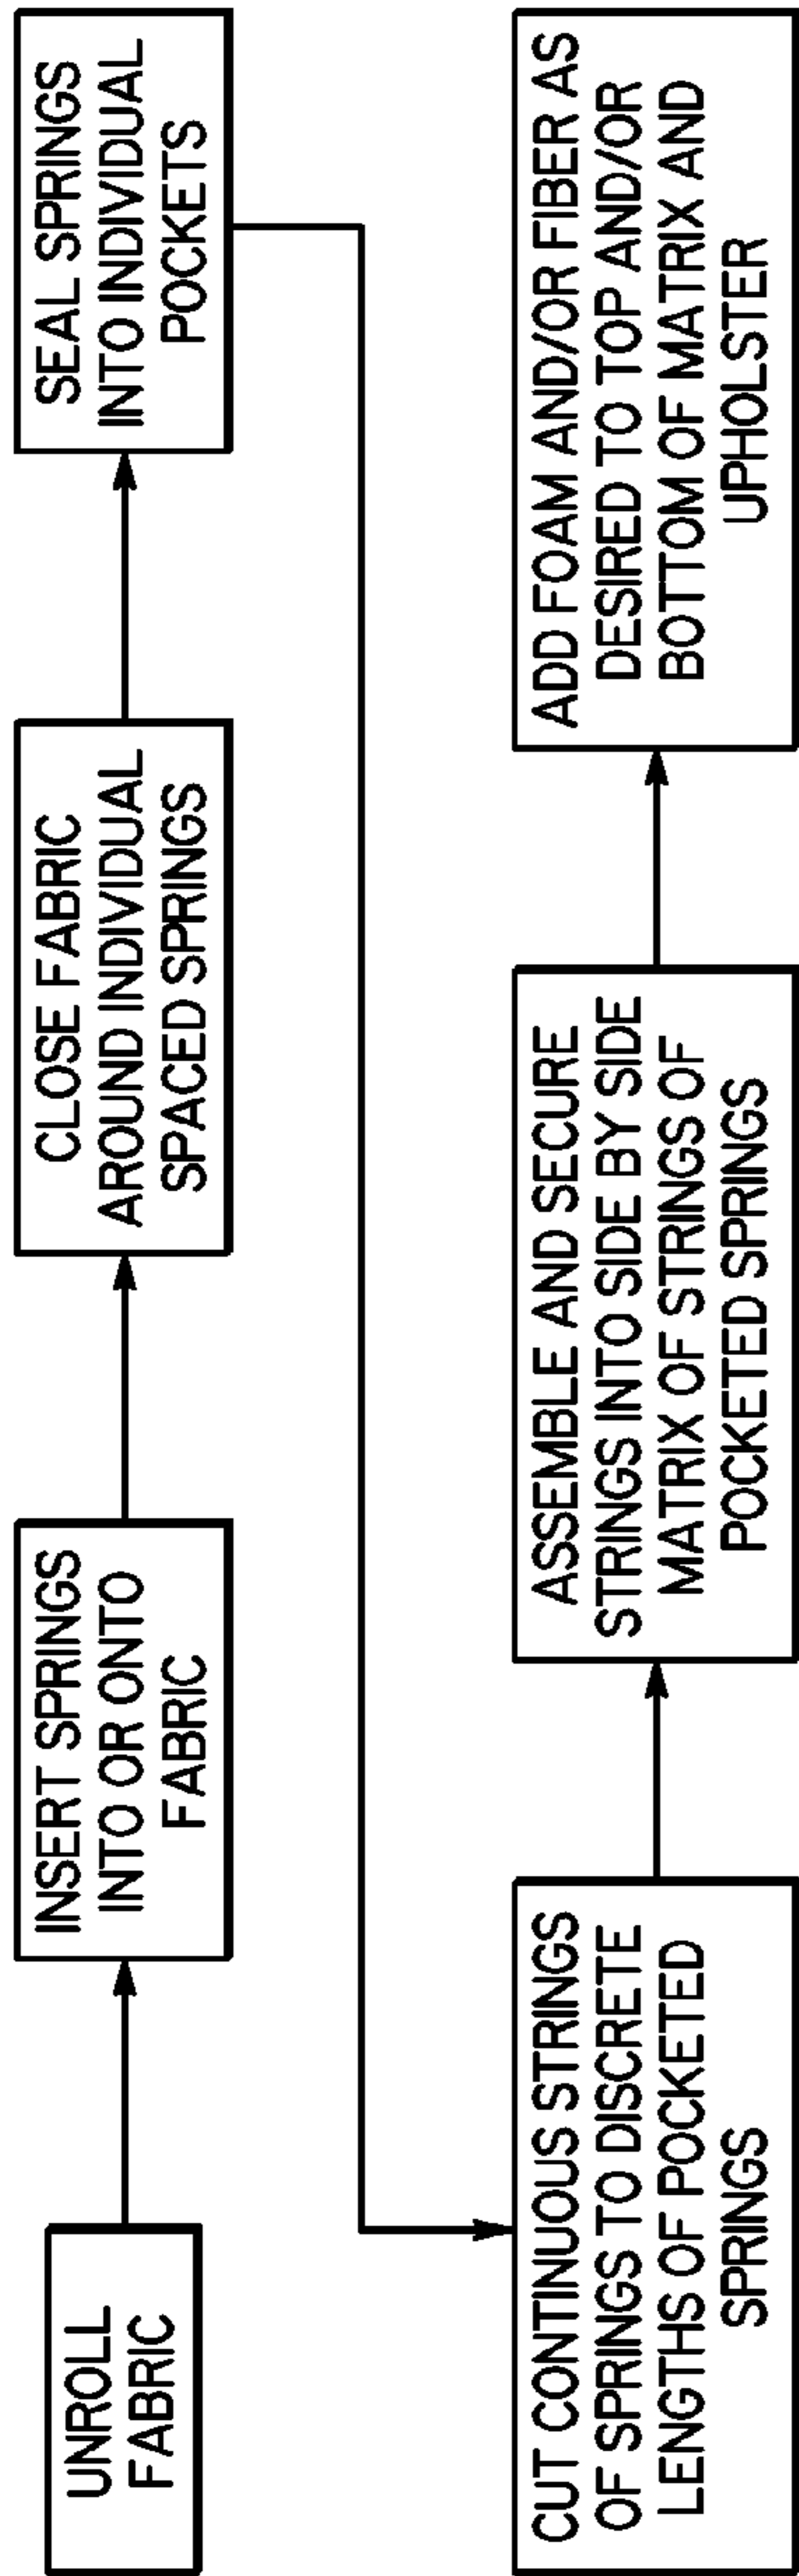 UNROLL
FABRIC
INSERT SPRINGS
INTO OR ONTO
FABRIC
CLOSE FABRIC
AROUND INDIVIDUAL
SPACED SPRINGS
SEAL SPRINGS
INTO INDIVIDUAL
POCKETS
CUT CONTINUOUS STRINGS
OF SPRINGS TO DISCRETE
LENGTHS OF POCKETED
SPRINGS
ASSEMBLE AND SECURE
STRINGS INTO SIDE BY SIDE
MATRIX OF STRINGS OF
POCKETED SPRINGS
ADD FOAM AND/OR FIBER AS
DESIRED TO TOP AND/OR
BOTTOM OF MATRIX AND
UPHOLSTER